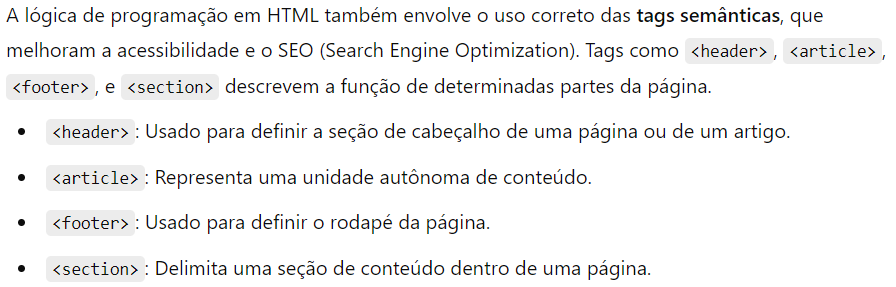 A lógica de programação em HTML também envolve o uso correto das tags semânticas, que
melhoram a acessibilidade e o SEO (Search Engine Optimization). Tags como <header>, <article>,
<footer>, e <section> descrevem a função de determinadas partes da página.
• <header>: Usado para definir a seção de cabeçalho de uma página ou de um artigo.
• <article>: Representa uma unidade autônoma de conteúdo.
• <footer>: Usado para definir o rodapé da página.
• <section>: Delimita uma seção de conteúdo dentro de uma página.